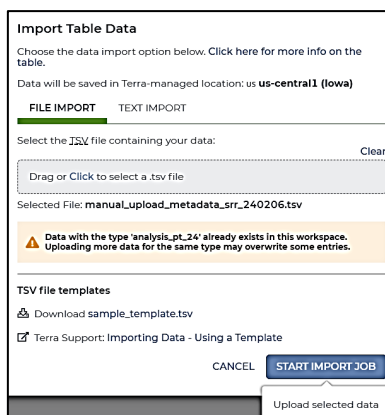 Import Table Data
Choose the data import option below. Click here for more info on the
table.
Data will be saved in Terra-managed location: us us-central1 (Iowa)
FILE IMPORT TEXT IMPORT
Select the TSV file containing your data:
Clear
Drag or Click to select a .tsv file
Selected File: manual_upload_metadata_srr_240206.tsv
Data with the type 'analysis_pt_24' already exists in this workspace.
Uploading more data for the same type may overwrite some entries.
TSV file templates
Download sample_template.tsv
Terra Support: Importing Data - Using a Template
CANCEL START IMPORT JOB
Upload selected data